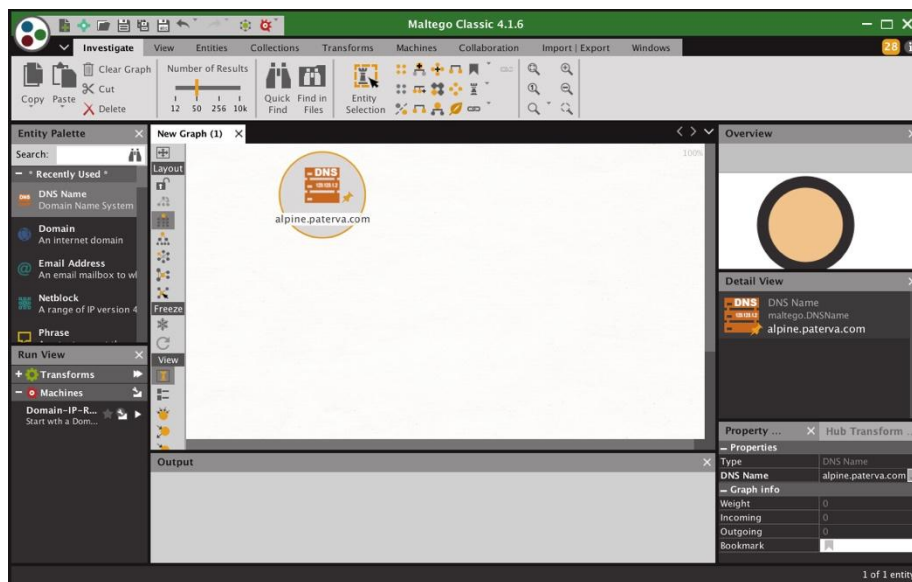 Maltego Classic 4.1.6
Investigate View Entities Collections Transforms Machines Collaboration Import | Export Windows
28
Copy
Paste
Clear Graph
Cut
Delete
Number of Results
12 50 256 10k
Quick Find
Find in Files
Entity Selection
Entity Palette
Search:
* Recently Used *
DNS Name
Domain Name System
Domain
An internet domain
Email Address
An email mailbox to wh
Netblock
A range of IP version 4
Phrase
Run View
Transforms
Machines
Domain-IP-R...
Start wth a Dom...
New Graph (1)
Layout
Freeze
View
100%
DNS
alpine.paterva.com
Output
Overview
Detail View
DNS
DNS Name
maltego.DNSName
alpine.paterva.com
Property ...
Hub Transform ...
Properties
Type DNS Name
DNS Name alpine.paterva.com
Graph info
Weight 0
Incoming 0
Outgoing 0
Bookmark
1 of 1 entity